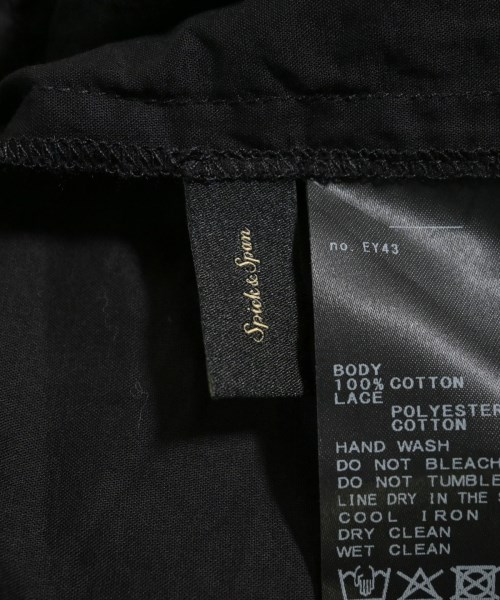 Spick & Span
no. EY43
BODY
100% COTTON
LACE
POLYESTER
COTTON
HAND WASH
DO NOT BLEACH
DO NOT TUMBLE
LINE DRY IN THE
COOL IRON
DRY CLEAN
WET CLEAN